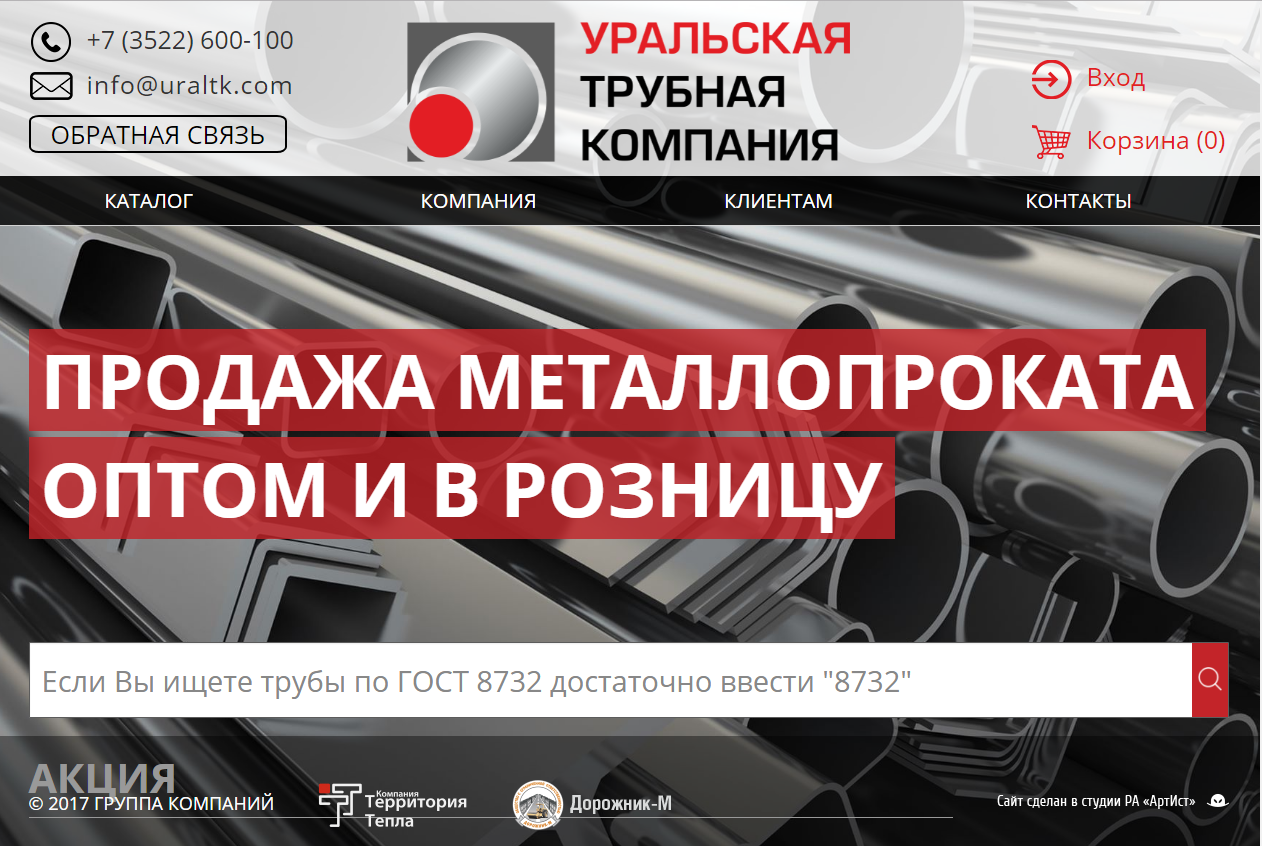 +7 (3522) 600-100
info@uraltk.com
ОБРАТНАЯ СВЯЗЬ
УРАЛЬСКАЯ
ТРУБНАЯ
КОМПАНИЯ
Вход
Корзина (0)
КАТАЛОГ КОМПАНИЯ КЛИЕНТАМ КОНТАКТЫ
ПРОДАЖА МЕТАЛЛОПРОКАТА
ОПТОМ И В РОЗНИЦУ
Если Вы ищете трубы по ГОСТ 8732 достаточно ввести "8732"
АКЦИЯ
© 2017 ГРУППА КОМПАНИЙ
Компания
Территория
Тепла
Дорожник-М
Сайт сделан в студии РА «АртИст»